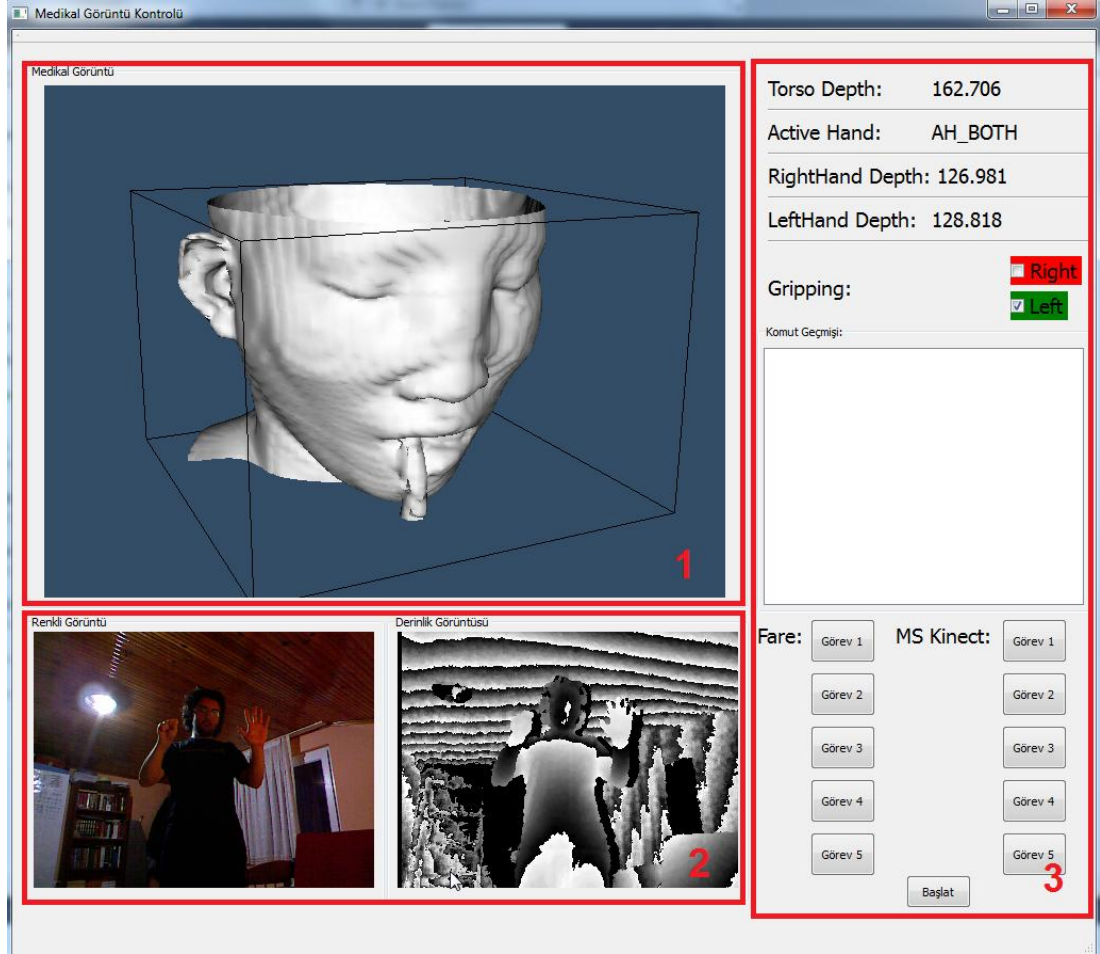 Medikal Görüntü Kontrolü
Medikal Görüntü
1
Renkli Görüntü
Derinlik Görüntüsü
2
Torso Depth: 162.706
Active Hand: AH_BOTH
RightHand Depth: 126.981
LeftHand Depth: 128.818
Gripping:
Right
Left
Komut Geçmişi:
Fare: Görev 1 MS Kinect: Görev 1
Görev 2 Görev 2
Görev 3 Görev 3
Görev 4 Görev 4
Görev 5 Görev 5
3
Başlat